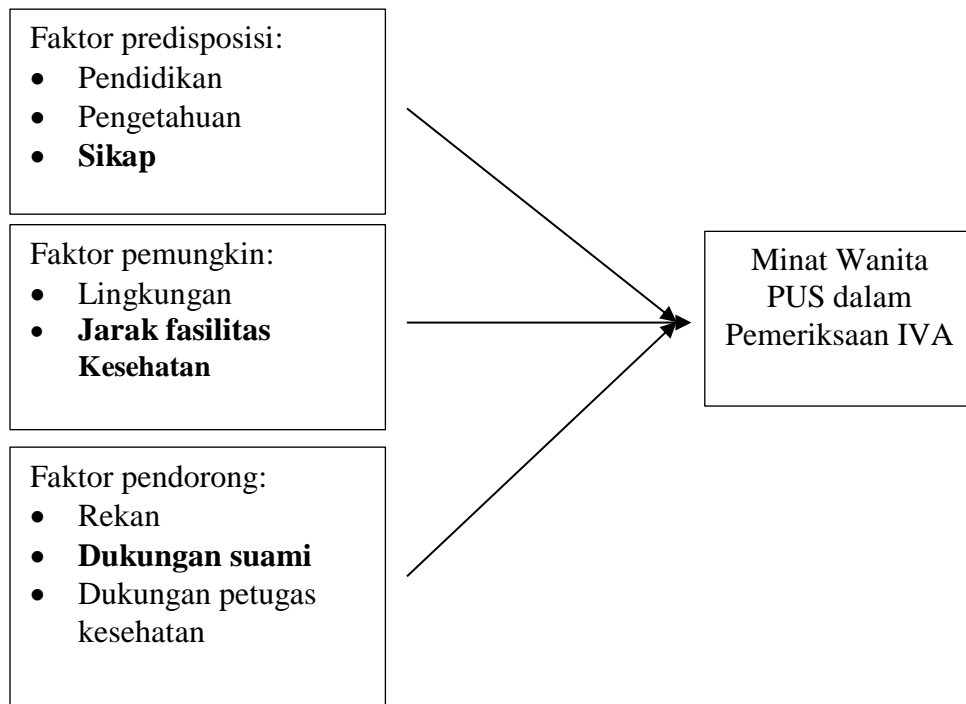 Faktor predisposisi:
• Pendidikan
• Pengetahuan
• Sikap
Faktor pemungkin:
• Lingkungan
• Jarak fasilitas
Kesehatan
Faktor pendorong:
• Rekan
• Dukungan suami
• Dukungan petugas
kesehatan
Minat Wanita
PUS dalam
Pemeriksaan IVA